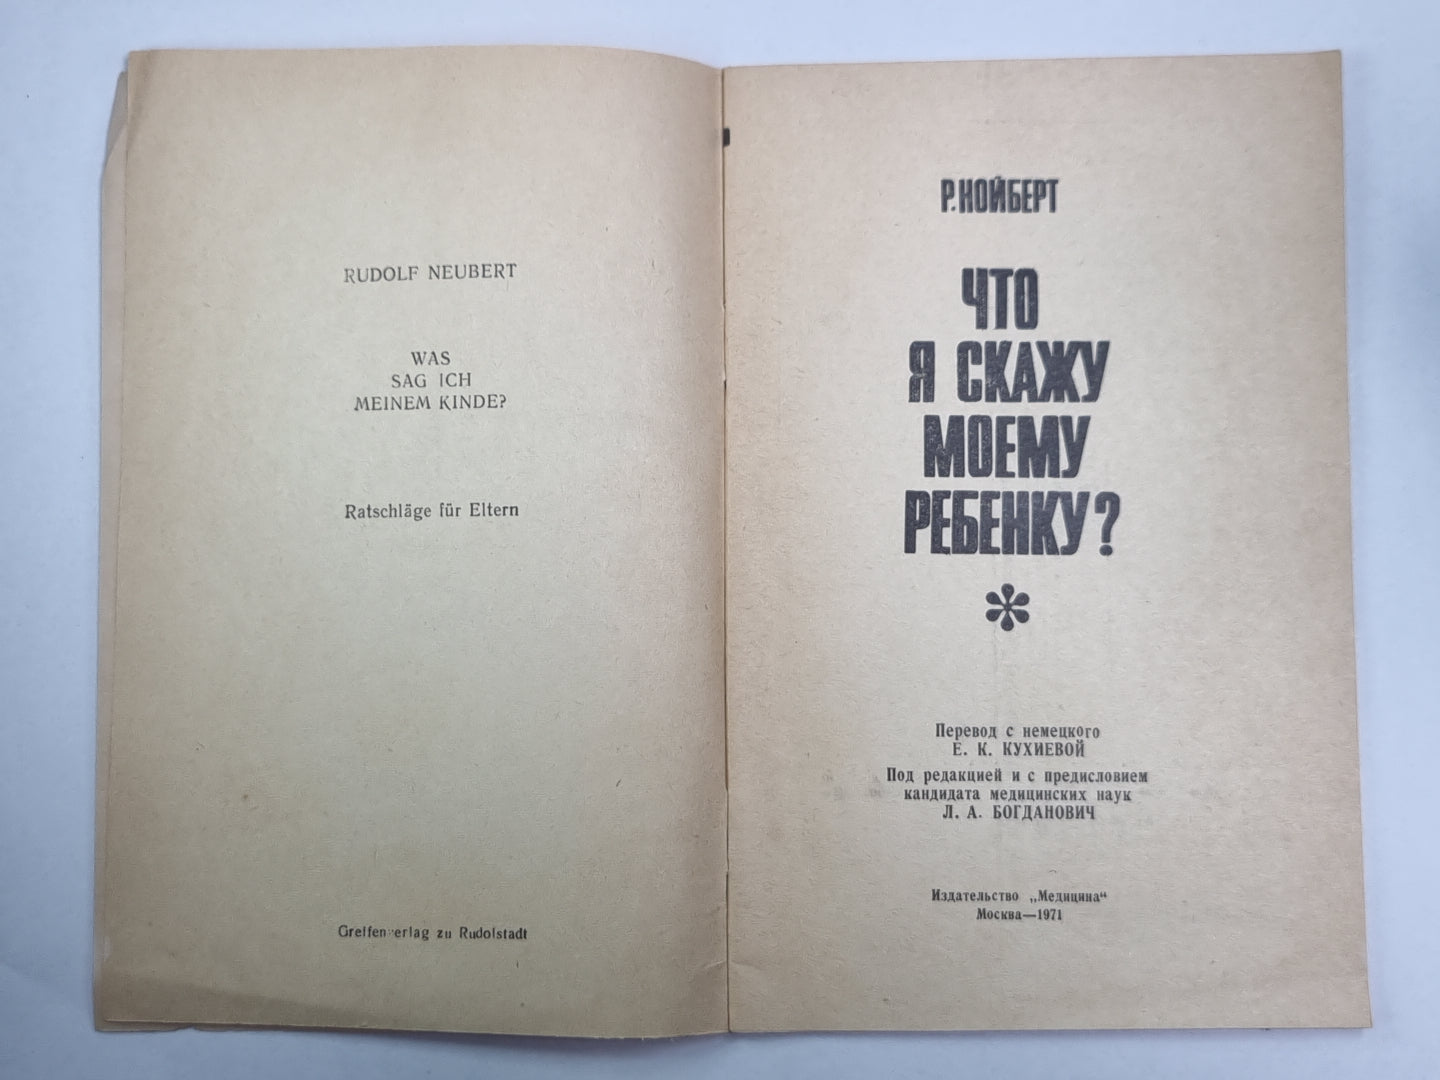 RUDOLF NEUBERT
WAS
SAG ICH
MEINEM KINDE?
Ratschläge für Eltern
Greifenverlag zu Rudolstadt
Р. НОЙБЕРТ
ЧТО
Я СКАЖУ
МОЕМУ
РЕБЕНКУ?
Перевод с немецкого
Е. К. КУХИЕВОЙ
Под редакцией и с предисловием
кандидата медицинских наук
Л. А. БОГДАНОВИЧ
Издательство „Медицина“
Москва—1971